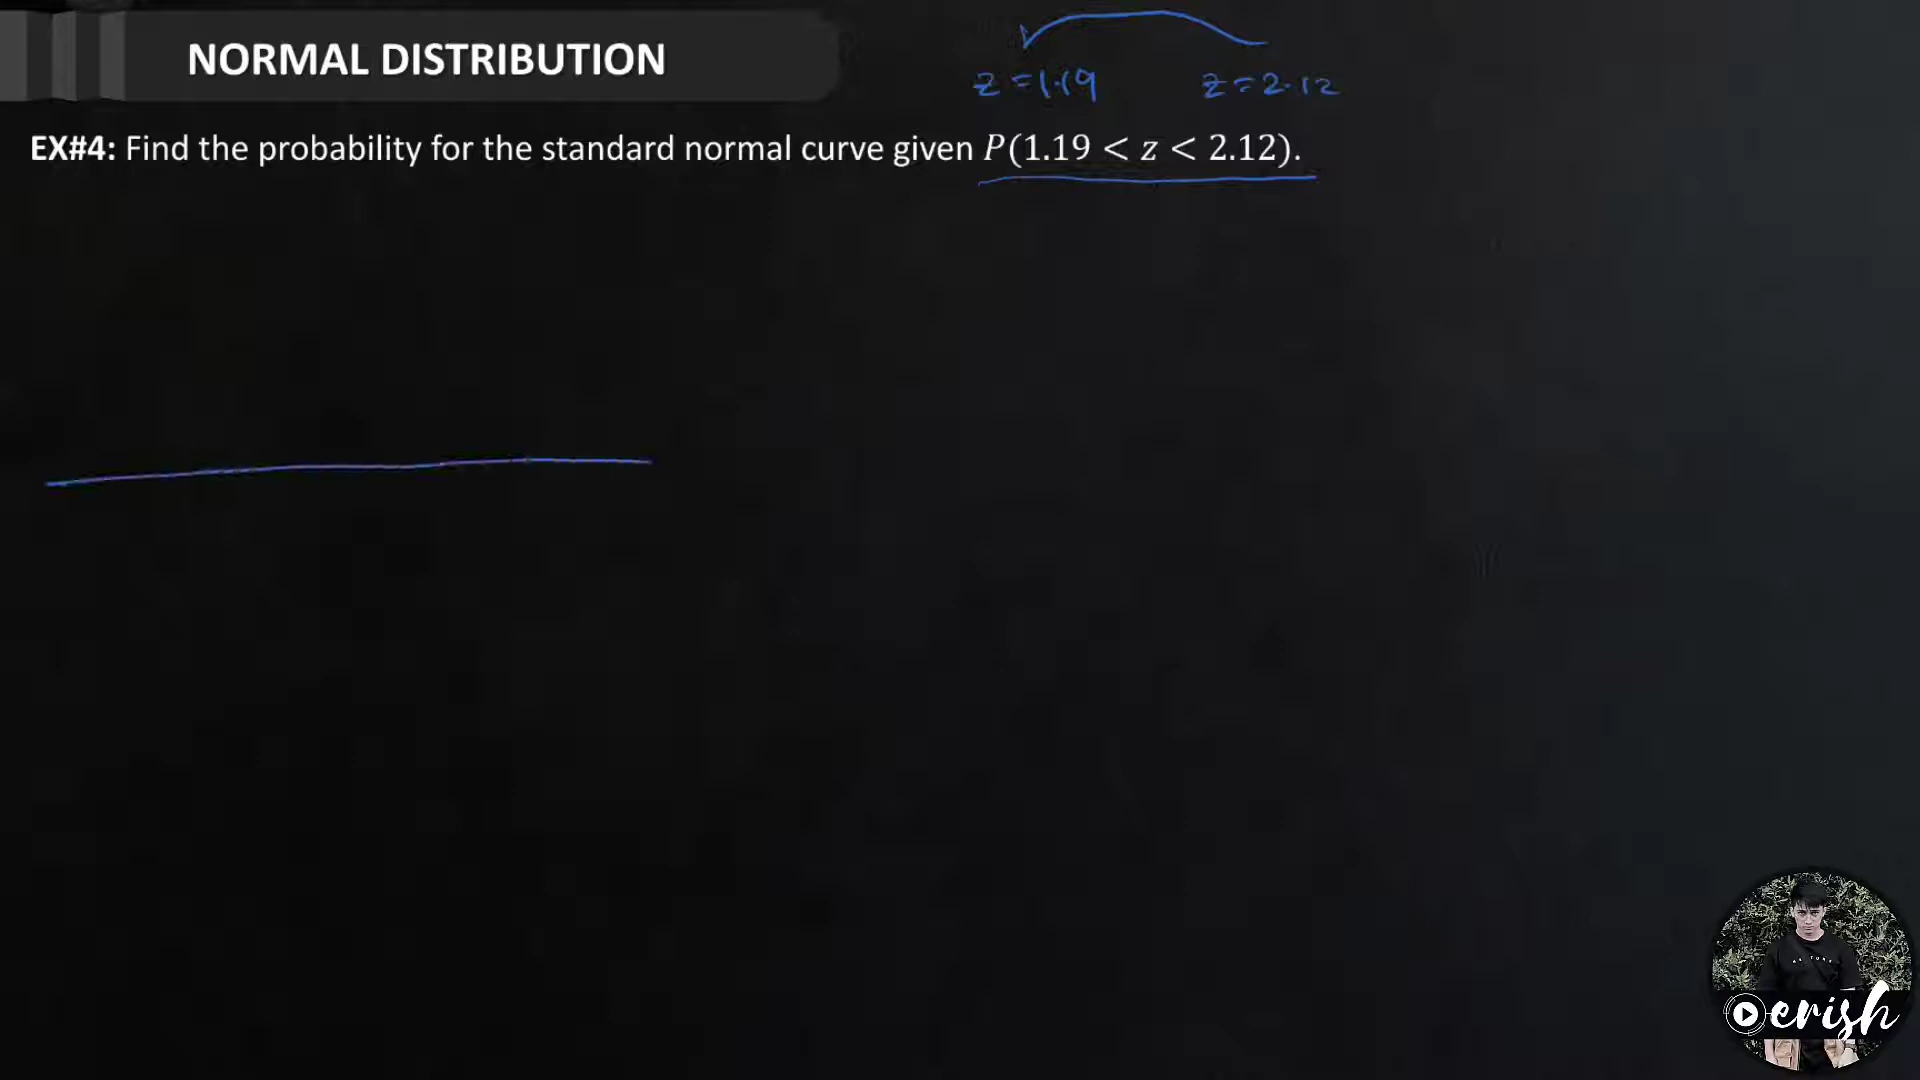 NORMAL DISTRIBUTION
z = 1.19 z = 2.12
EX#4: Find the probability for the standard normal curve given P(1.19 < z < 2.12).
erish